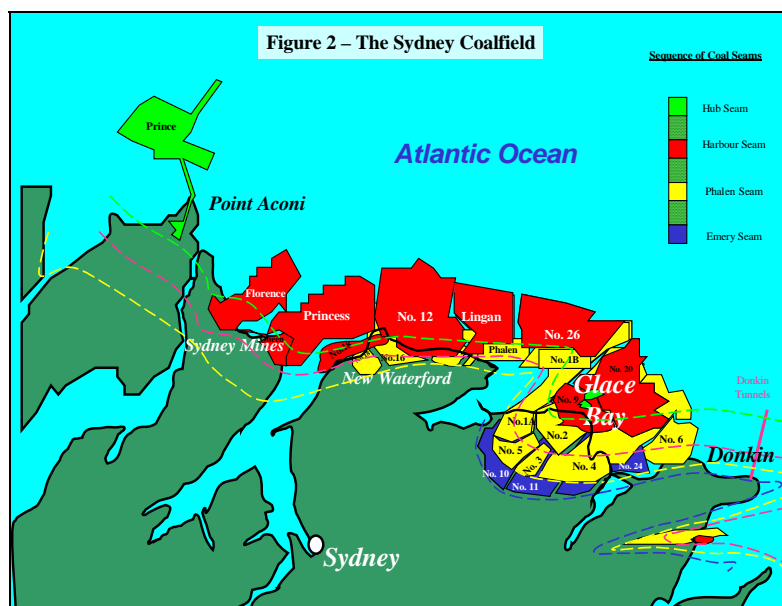 Figure 2 – The Sydney Coalfield
Sequence of Coal Seams
Hub Seam
Harbour Seam
Phalen Seam
Emery Seam
Prince
Atlantic Ocean
Point Aconi
Florence
Princess
No. 12
Lingan
No. 26
Sydney Mines
No.16
Phalen
No. 1B
New Waterford
No. 20
Glace
Bay
No. 9
Donkin
Tunnels
No.1A
No.2
No. 6
No. 5
No. 3
No. 4
No. 24
Donkin
No. 10
No. 11
Sydney